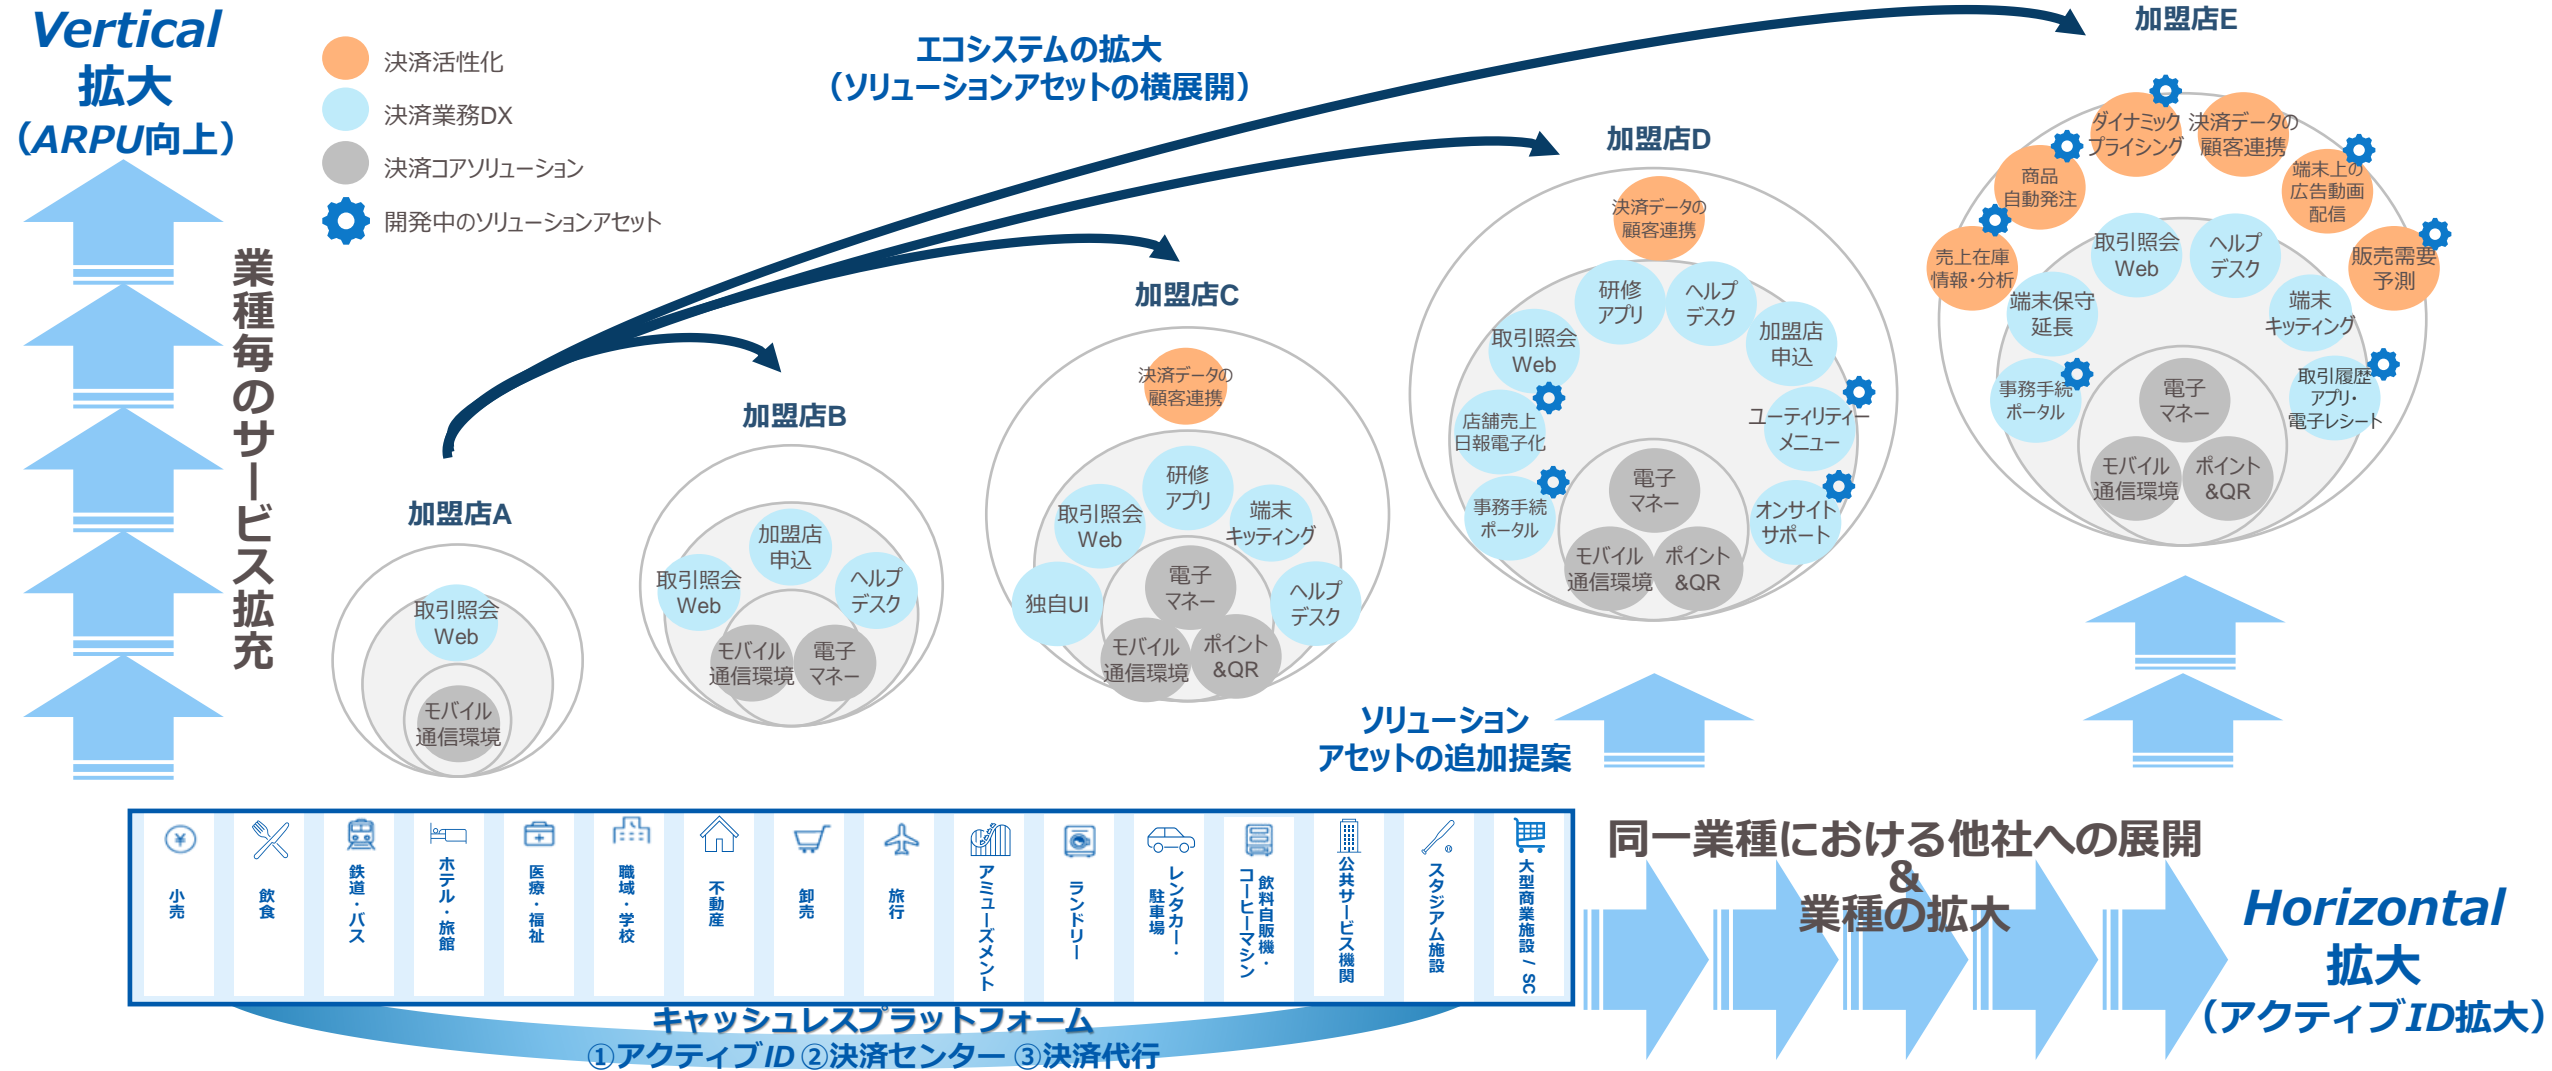 Vertical
拡大
（ARPU向上）
業種毎のサービス拡充
決済活性化
決済業務DX
決済コアソリューション
開発中のソリューションアセット
エコシステムの拡大
（ソリューションアセットの横展開）
加盟店A
取引照会
Web
モバイル
通信環境
加盟店B
加盟店
申込
取引照会
Web
ヘルプ
デスク
モバイル
通信環境
電子
マネー
加盟店C
決済データの
顧客連携
研修
アプリ
取引照会
Web
端末
キッティング
独自UI
ヘルプ
デスク
電子
マネー
モバイル
通信環境
ポイント
&QR
加盟店D
決済データの
顧客連携
研修
アプリ
ヘルプ
デスク
取引照会
Web
加盟店
申込
店舗売上
日報電子化
ユーティリティー
メニュー
事務手続
ポータル
オンサイト
サポート
電子
マネー
モバイル
通信環境
ポイント
&QR
加盟店E
ダイナミック
プライシング
決済データの
顧客連携
商品
自動発注
端末上の
広告動画
配信
売上在庫
情報・分析
販売需要
予測
取引照会
Web
ヘルプ
デスク
端末保守
延長
端末
キッティング
事務手続
ポータル
取引履歴
アプリ・
電子レシート
電子
マネー
モバイル
通信環境
ポイント
&QR
ソリューション
アセットの追加提案
小売
飲食
鉄道・バス
ホテル・旅館
医療・福祉
職域・学校
不動産
卸売
旅行
アミューズメント
ランドリー
レンタカー・
駐車場
飲料自販機・
コーヒーマシン
公共サービス機関
スタジアム施設
大型商業施設 / SC
キャッシュレスプラットフォーム
①アクティブID ②決済センター ③決済代行
同一業種における他社への展開
&
業種の拡大
Horizontal
拡大
（アクティブID拡大）